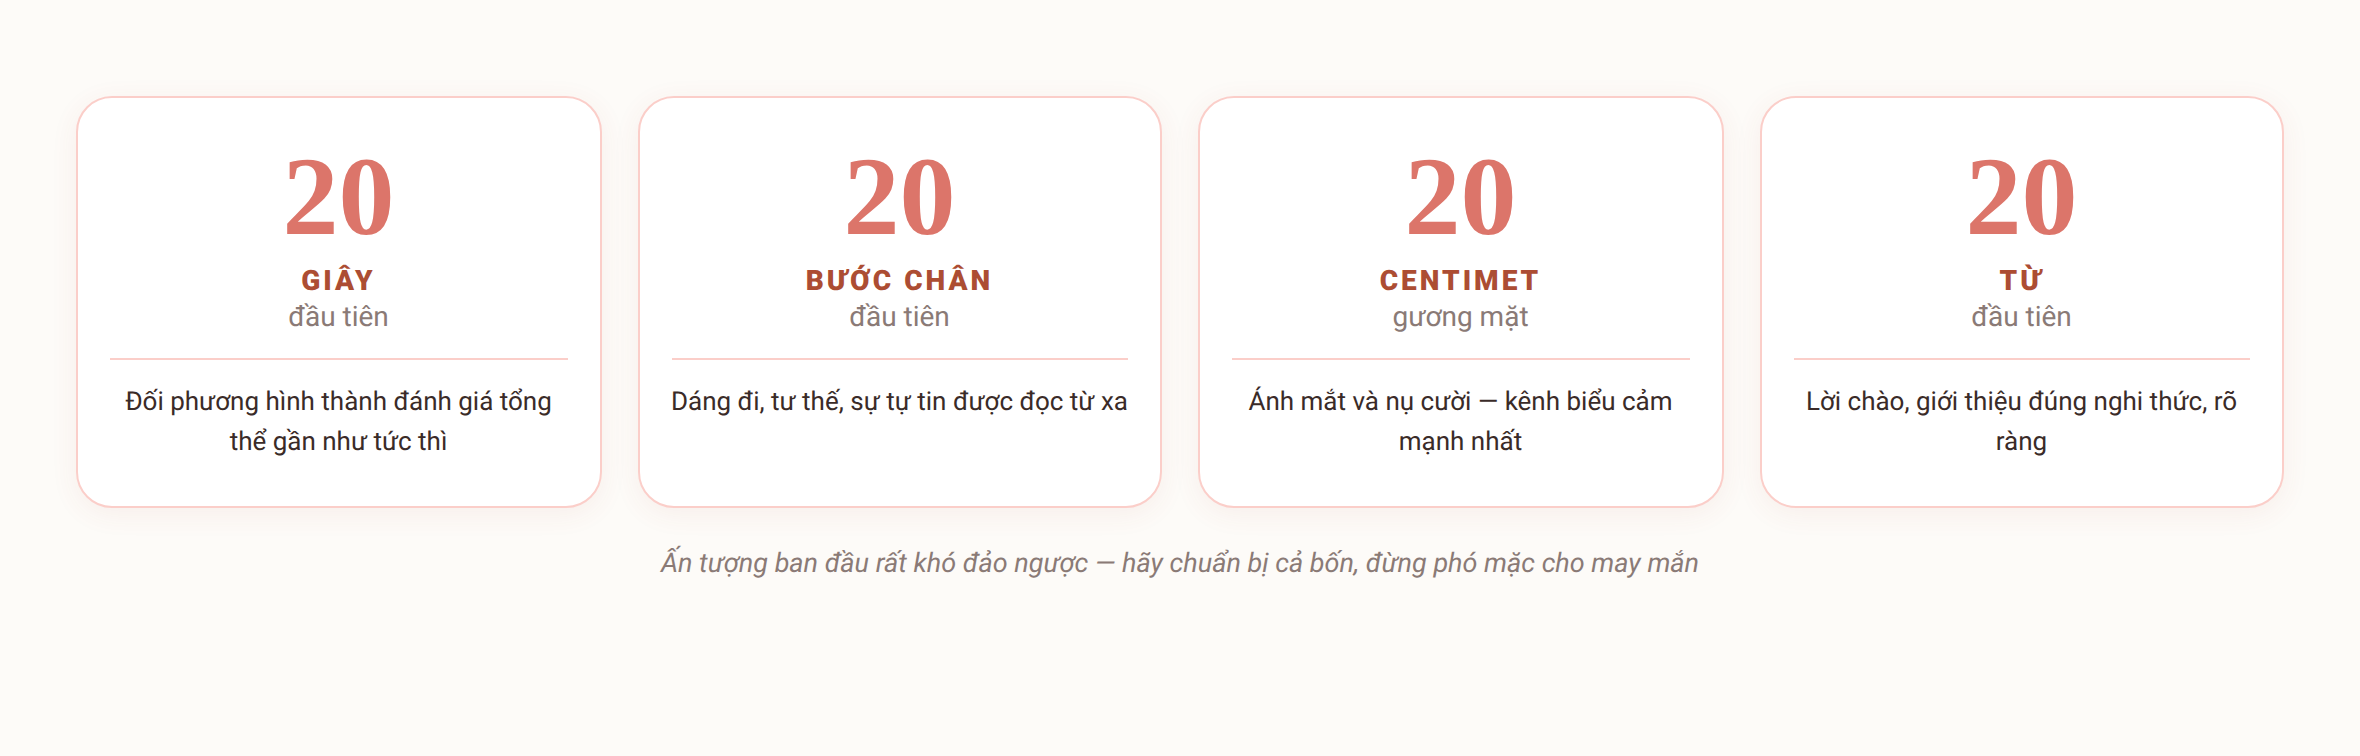 20
GIÂY
đầu tiên
Đối phương hình thành đánh giá tổng
thể gần như tức thì
20
BƯỚC CHÂN
đầu tiên
Dáng đi, tư thế, sự tự tin được đọc từ xa
20
CENTIMET
gương mặt
Ánh mắt và nụ cười — kênh biểu cảm
mạnh nhất
20
TỪ
đầu tiên
Lời chào, giới thiệu đúng nghi thức, rõ
ràng
Ấn tượng ban đầu rất khó đảo ngược — hãy chuẩn bị cả bốn, đừng phó mặc cho may mắn